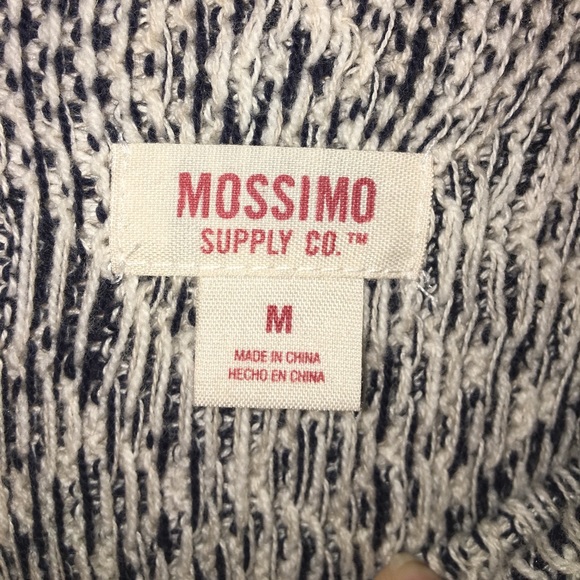 MOSSIMO
SUPPLY CO.™
M
MADE IN CHINA
HECHO EN CHINA